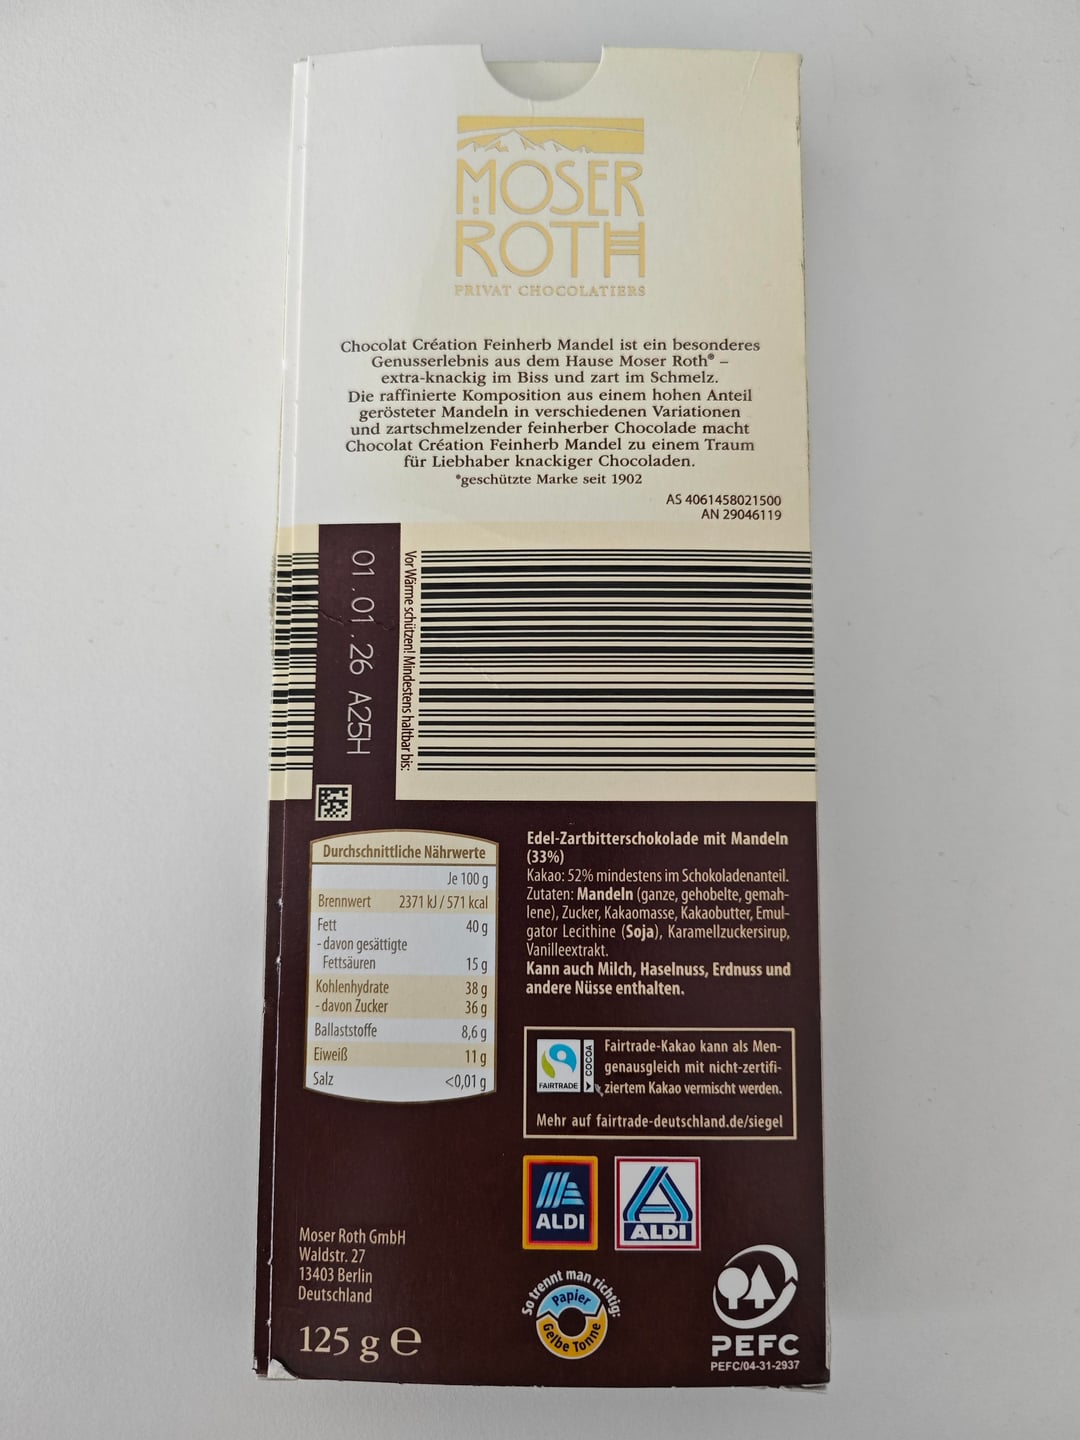 MOSER
ROTH
PRIVAT CHOCOLATIERS
Chocolat Création Feinherb Mandel ist ein besonderes
Genusserlebnis aus dem Hause Moser Roth® –
extra-knackig im Biss und zart im Schmelz.
Die raffinierte Komposition aus einem hohen Anteil
gerösteter Mandeln in verschiedenen Variationen
und zartschmelzender feinherber Chocolade macht
Chocolat Création Feinherb Mandel zu einem Traum
für Liebhaber knackiger Chocoladen.
®geschützte Marke seit 1902
AS 4061458021500
AN 29046119
Vor Wärme schützen! Mindestens haltbar bis:
01.01.26 A25H
Durchschnittliche Nährwerte
Je 100 g
Brennwert 2371 kJ / 571 kcal
Fett 40 g
- davon gesättigte
Fettsäuren 15 g
Kohlenhydrate 38 g
- davon Zucker 36 g
Ballaststoffe 8,6 g
Eiweiß 11 g
Salz <0,01 g
Edel-Zartbitterschokolade mit Mandeln
(33%)
Kakao: 52% mindestens im Schokoladenanteil.
Zutaten: Mandeln (ganze, gehobelte, gemah-
lene), Zucker, Kakaomasse, Kakaobutter, Emul-
gator Lecithine (Soja), Karamellzuckersirup,
Vanilleextrakt.
Kann auch Milch, Haselnuss, Erdnuss und
andere Nüsse enthalten.
FAIRTRADE
COCOA
Fairtrade-Kakao kann als Men-
genausgleich mit nicht-zertifi-
ziertem Kakao vermischt werden.
Mehr auf fairtrade-deutschland.de/siegel
ALDI
ALDI
Moser Roth GmbH
Waldstr. 27
13403 Berlin
Deutschland
125 g e
So trennt man richtig:
Papier
Gelbe Tonne
PEFC
PEFC/04-31-2937